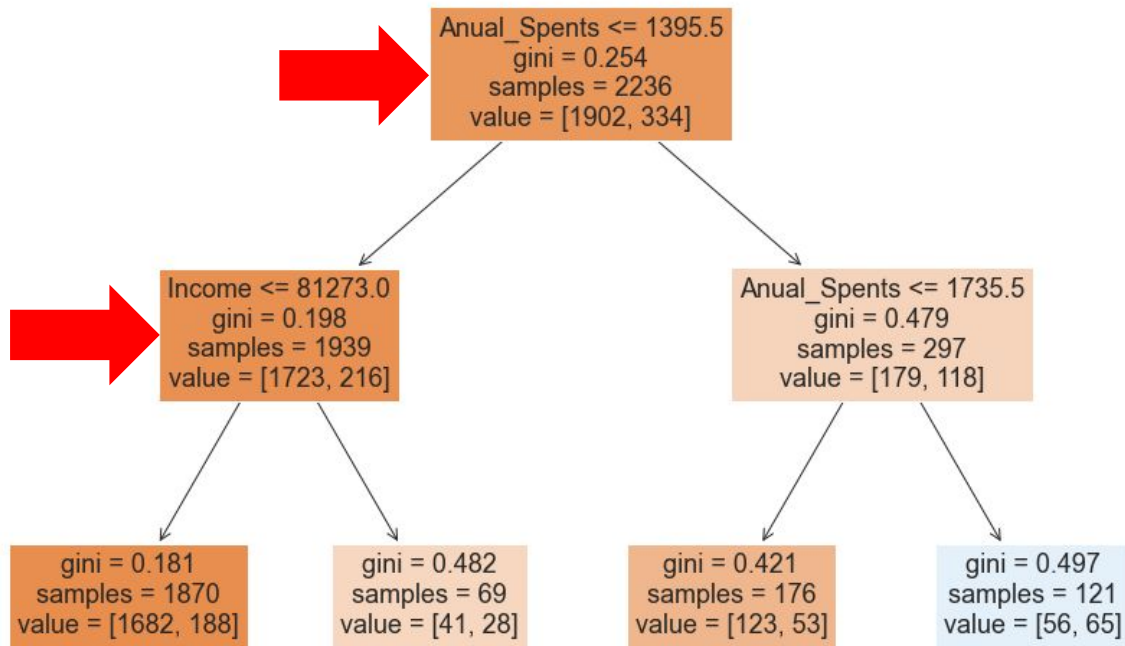 Anual_Spents <= 1395.5
gini = 0.254
samples = 2236
value = [1902, 334]
Income <= 81273.0
gini = 0.198
samples = 1939
value = [1723, 216]
Anual_Spents <= 1735.5
gini = 0.479
samples = 297
value = [179, 118]
gini = 0.181
samples = 1870
value = [1682, 188]
gini = 0.482
samples = 69
value = [41, 28]
gini = 0.421
samples = 176
value = [123, 53]
gini = 0.497
samples = 121
value = [56, 65]